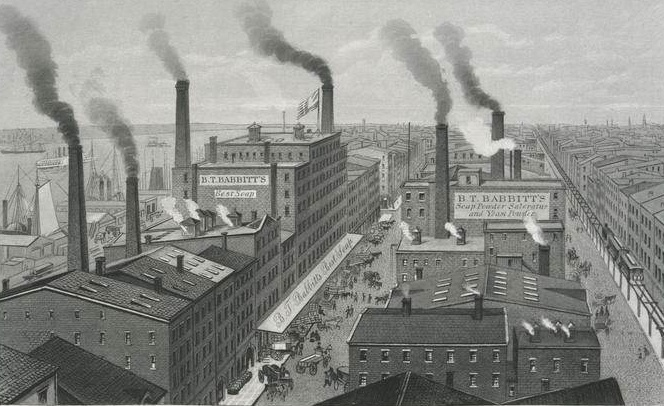 B.T. BABBITT'S
Best Soap
B.T. BABBITT'S
Soap Powder Saleratus
and Yeast Powder
B.T. Babbitt's Best Soap